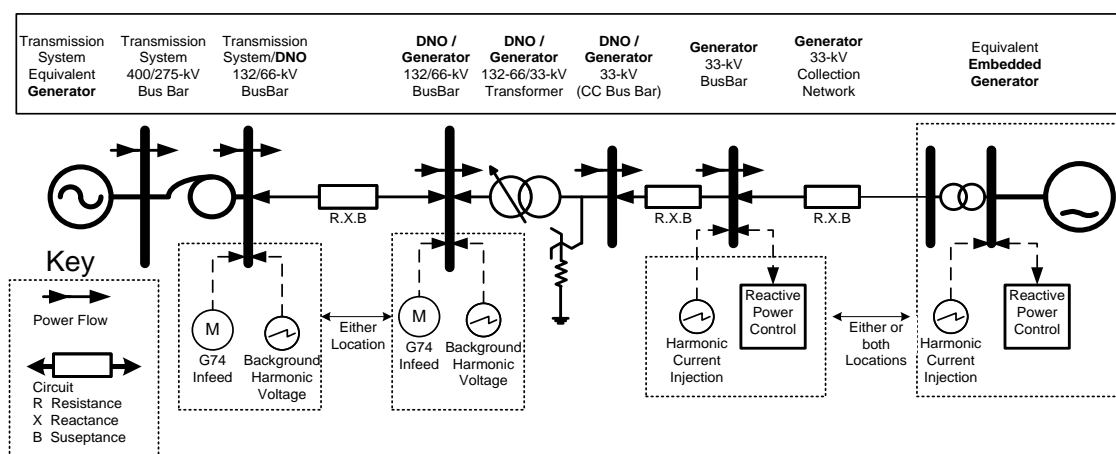 Transmission
System
Equivalent
Generator
Transmission
System
400/275-kV
Bus Bar
Transmission
System/DNO
132/66-kV
BusBar
DNO /
Generator
132/66-kV
BusBar
DNO /
Generator
132-66/33-kV
Transformer
DNO /
Generator
33-kV
(CC Bus Bar)
Generator
33-kV
BusBar
Generator
33-kV
Collection
Network
Equivalent
Embedded
Generator
R.X.B
R.X.B
R.X.B
Key
Power Flow
Circuit
R Resistance
X Reactance
B Suseptance
M
G74
Infeed
Background
Harmonic
Voltage
Either
Location
M
G74
Infeed
Background
Harmonic
Voltage
Harmonic
Current
Injection
Reactive
Power
Control
Either or
both
Locations
Harmonic
Current
Injection
Reactive
Power
Control